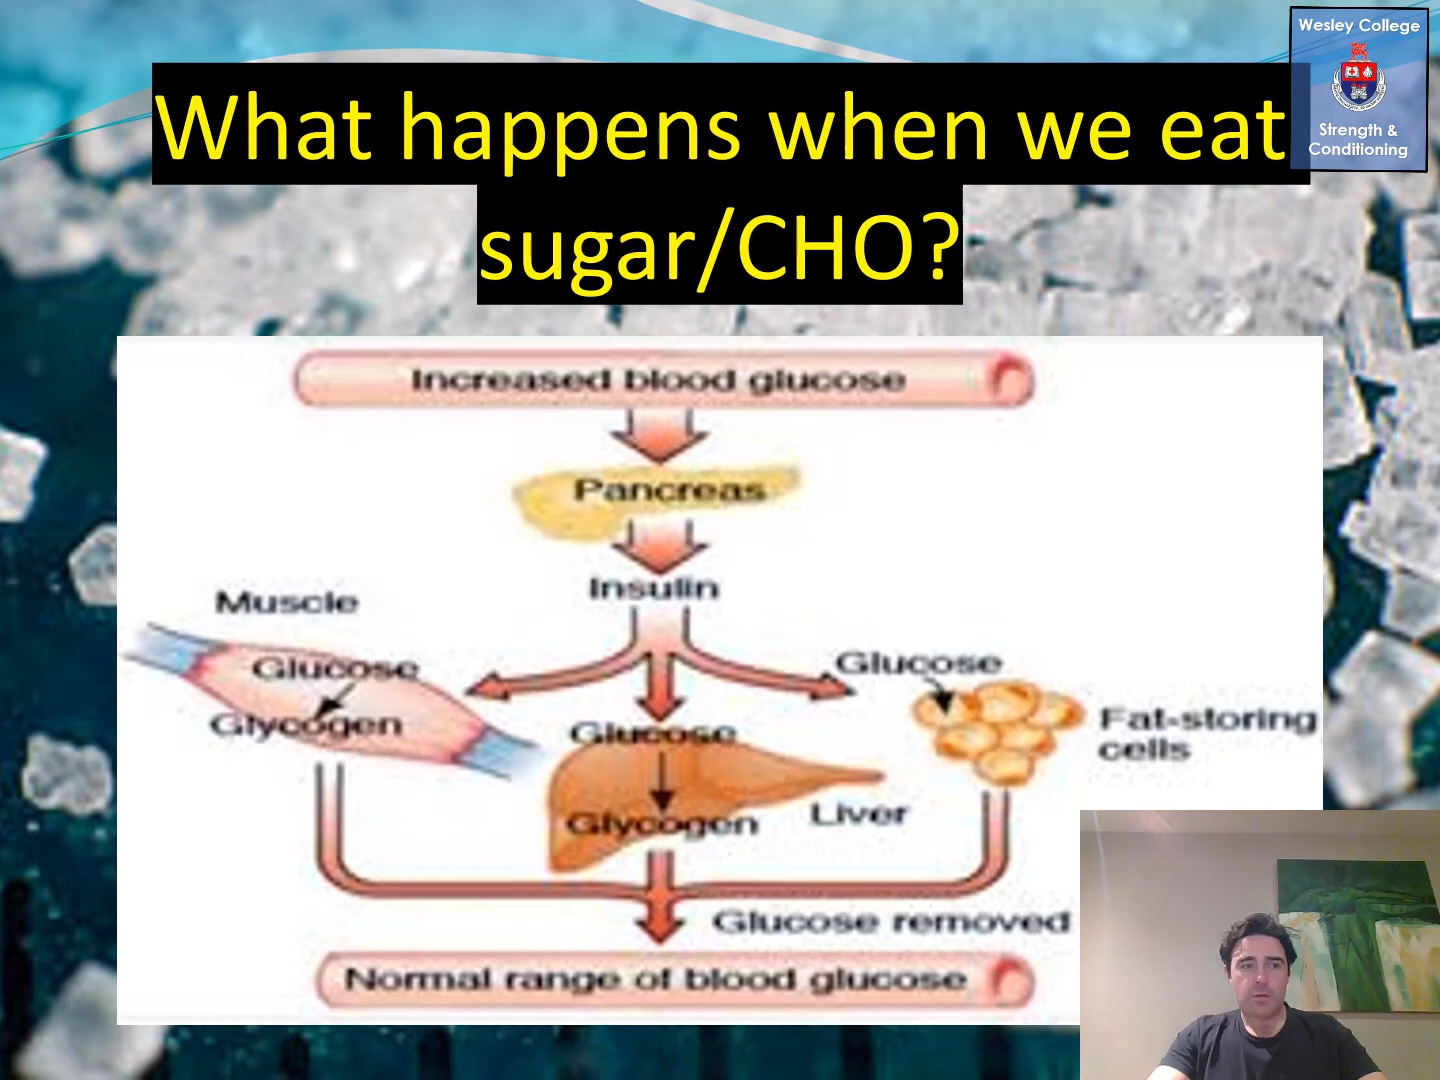 Wesley College
Strength &
Conditioning
What happens when we eat
sugar/CHO?
Increased blood glucose
Pancreas
Insulin
Muscle
Glucose
Glycogen
Glucose
Glycogen
Liver
Glucose
Fat-storing
cells
Glucose removed
Normal range of blood glucose